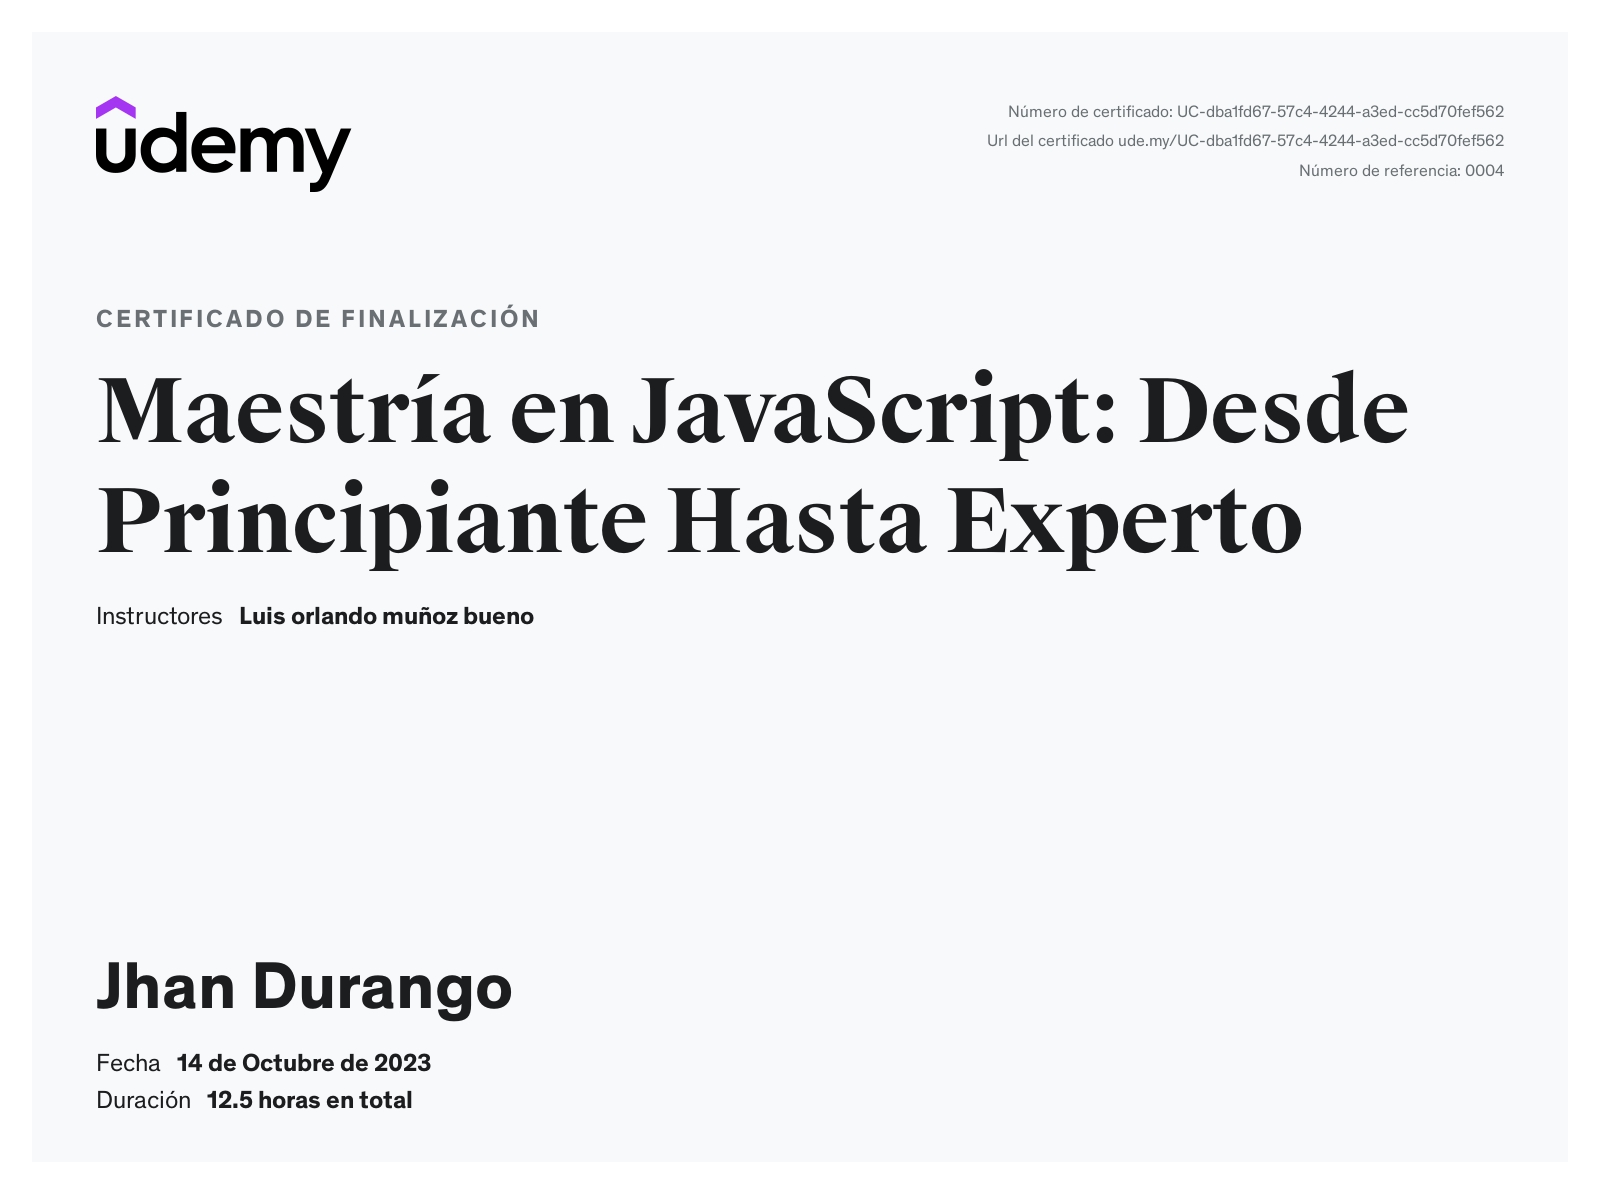 udemy
Número de certificado: UC-dba1fd67-57c4-4244-a3ed-cc5d70fef562
Url del certificado ude.my/UC-dba1fd67-57c4-4244-a3ed-cc5d70fef562
Número de referencia: 0004
CERTIFICADO DE FINALIZACIÓN
Maestría en JavaScript: Desde
Principiante Hasta Experto
Instructores Luis orlando muñoz bueno
Jhan Durango
Fecha 14 de Octubre de 2023
Duración 12.5 horas en total